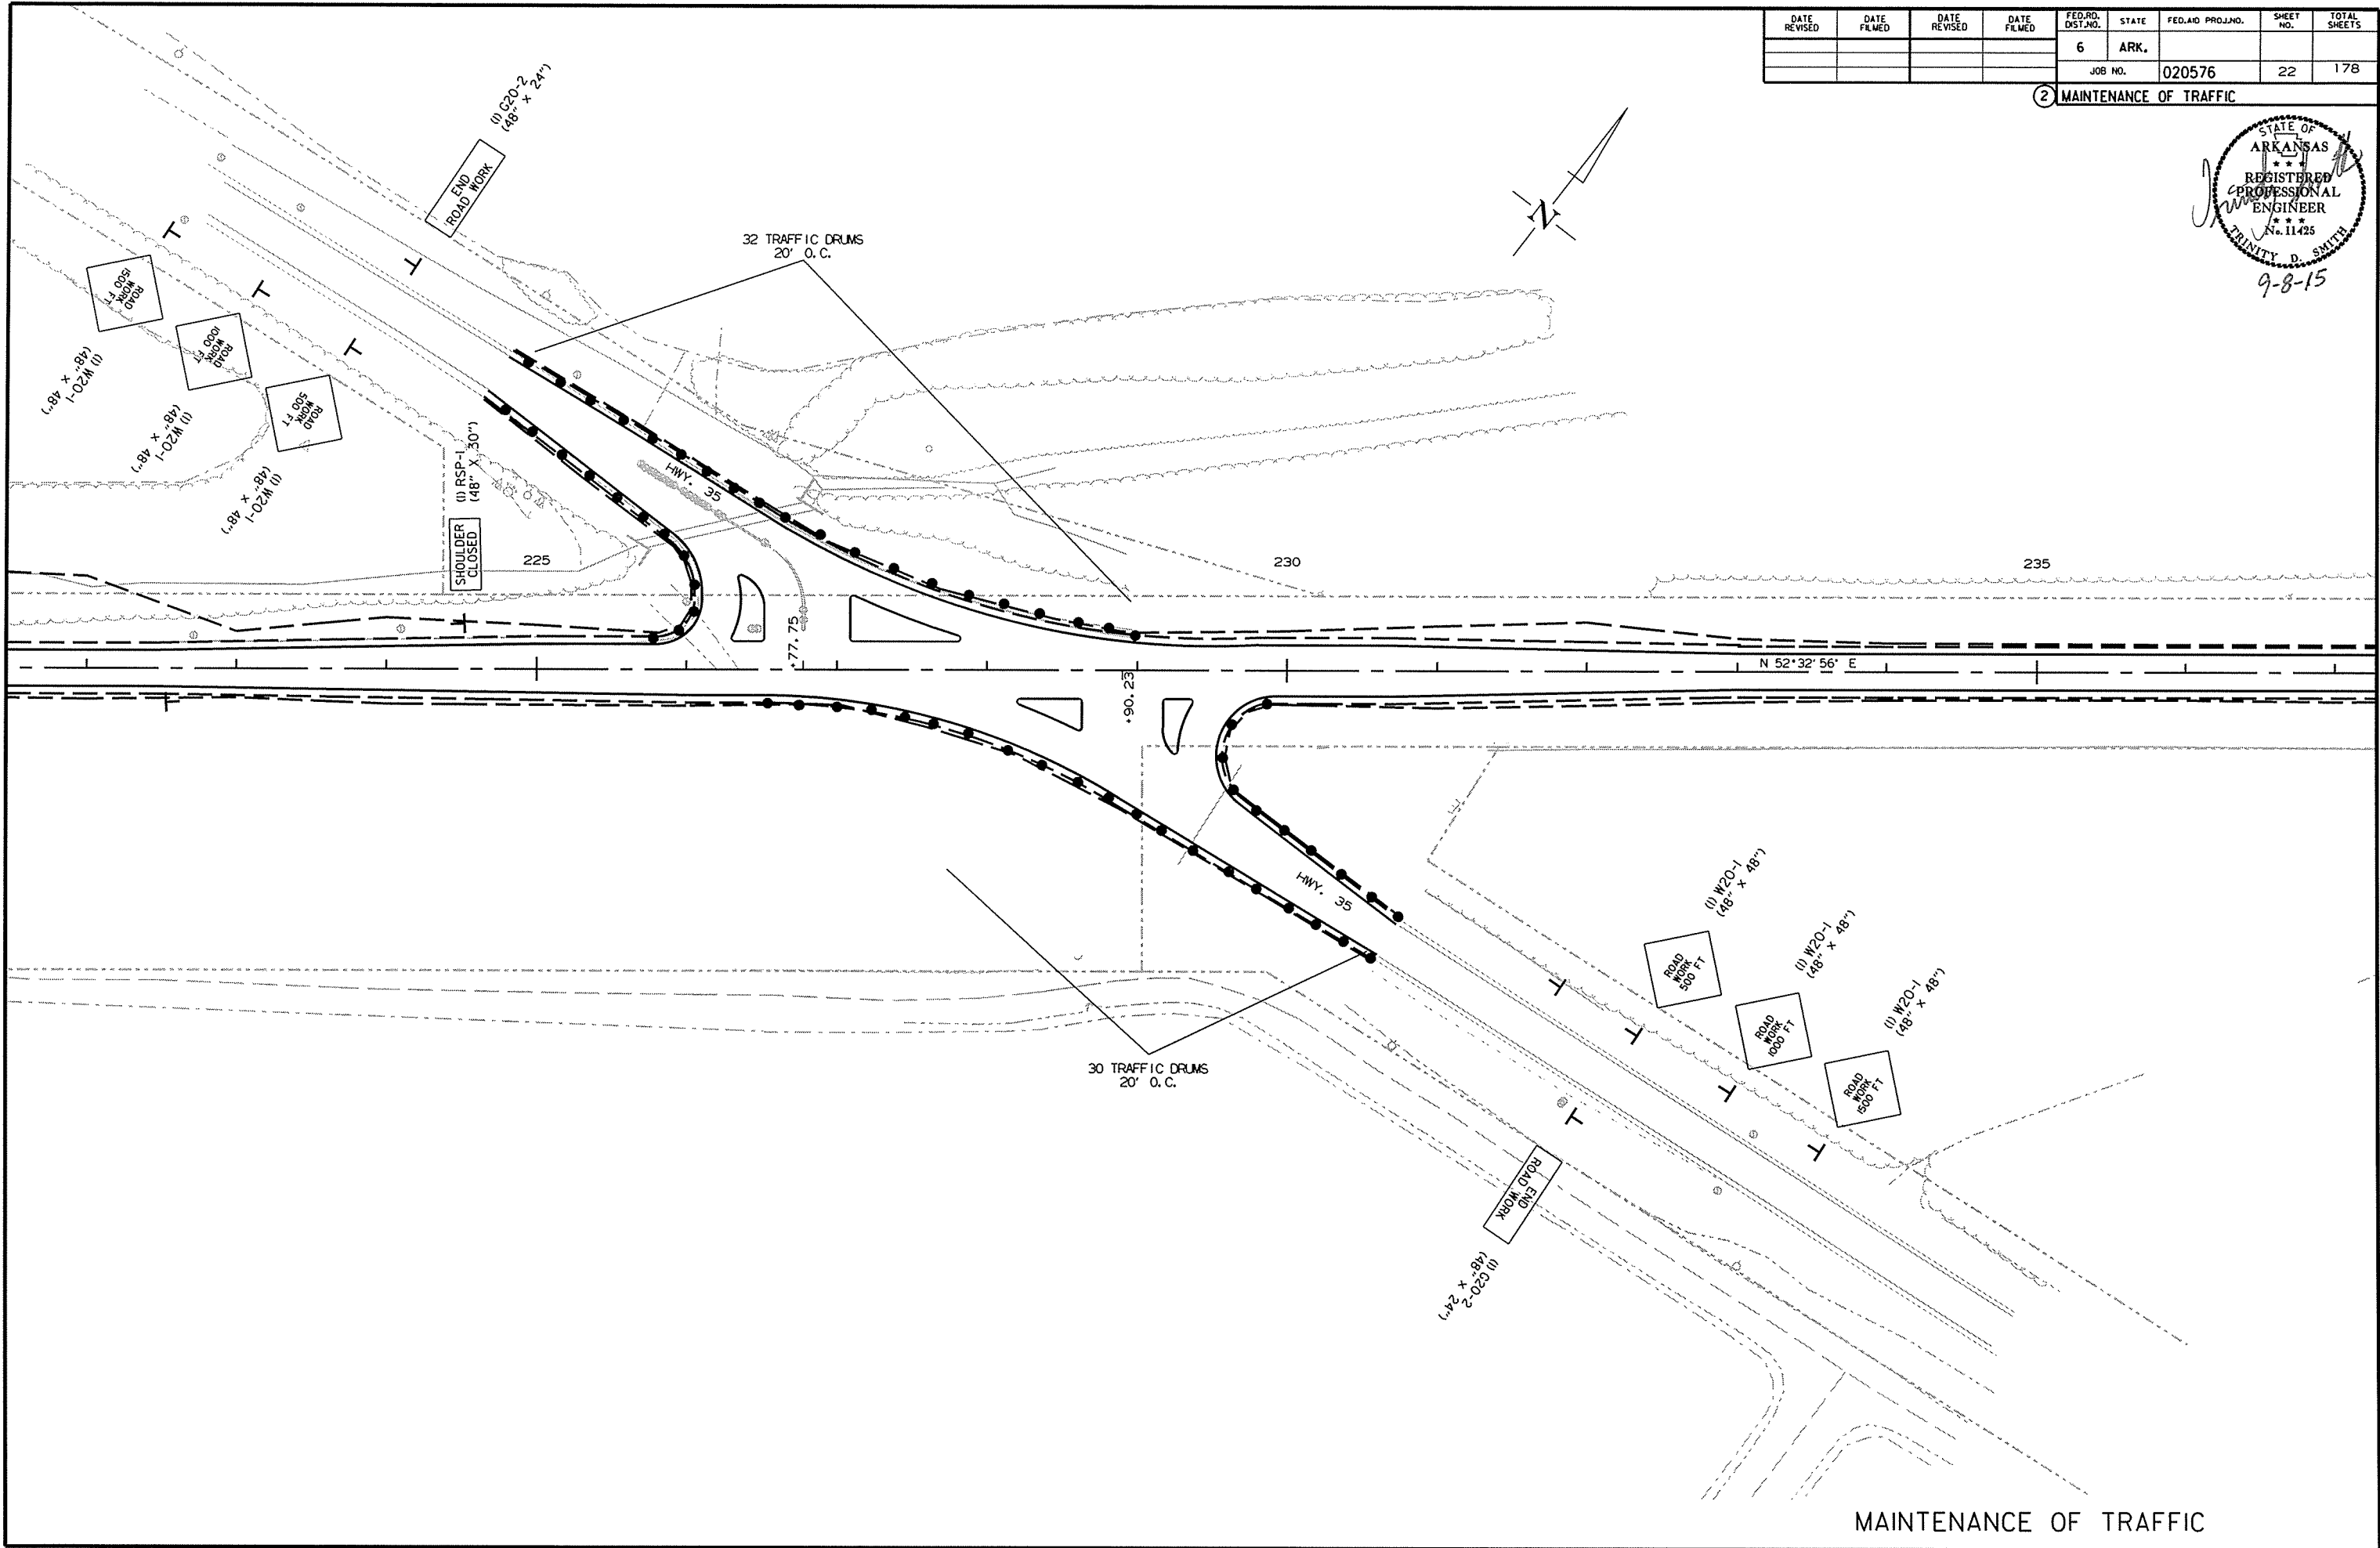 DATE REVISED
DATE FILMED
DATE REVISED
DATE FILMED
FED.RD. DIST.NO.
STATE
FED.AID PROJ.NO.
SHEET NO.
TOTAL SHEETS
6
ARK.
JOB NO.
020576
22
178
2 MAINTENANCE OF TRAFFIC
STATE OF
ARKANSAS
REGISTERED
PROFESSIONAL
ENGINEER
No. 11425
TRINITY D. SMITH
9-8-15
N
(1) G20-2
(48" X 24")
END
ROAD WORK
32 TRAFFIC DRUMS
20' O.C.
ROAD
WORK
1500 FT
(1) W20-1
(48" X 48")
ROAD
WORK
1000 FT
(1) W20-1
(48" X 48")
ROAD
WORK
500 FT
(1) W20-1
(48" X 48")
(1) RSP-1
(48" X 30")
SHOULDER
CLOSED
HWY. 35
225
230
235
+77.75
N 52°32'56" E
+90.23
HWY. 35
30 TRAFFIC DRUMS
20' O.C.
(1) W20-1
(48" X 48")
ROAD
WORK
500 FT
(1) W20-1
(48" X 48")
ROAD
WORK
1000 FT
(1) W20-1
(48" X 48")
ROAD
WORK
1500 FT
END
ROAD WORK
(1) G20-2
(48" X 24")
MAINTENANCE OF TRAFFIC